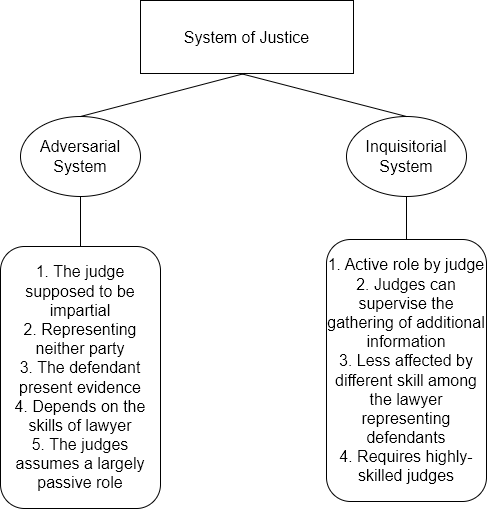 System of Justice
Adversarial
System
Inquisitorial
System
1. The judge
supposed to be
impartial
2. Representing
neither party
3. The defendant
present evidence
4. Depends on the
skills of lawyer
5. The judges
assumes a largely
passive role
1. Active role by judge
2. Judges can
supervise the
gathering of additional
information
3. Less affected by
different skill among
the lawyer
representing
defendants
4. Requires highly-
skilled judges